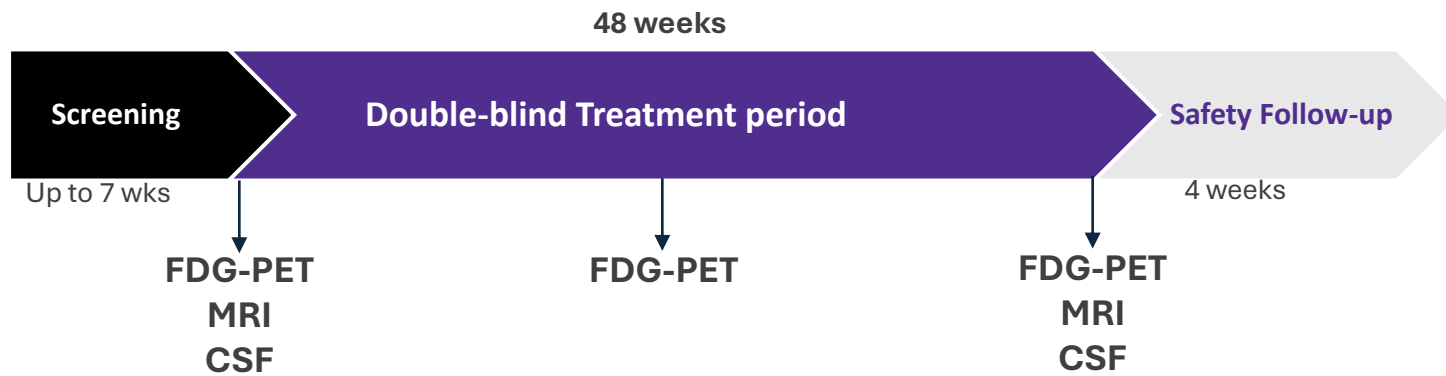 48 weeks
Screening
Double-blind Treatment period
Safety Follow-up
Up to 7 wks
4 weeks
FDG-PET
MRI
CSF
FDG-PET
FDG-PET
MRI
CSF